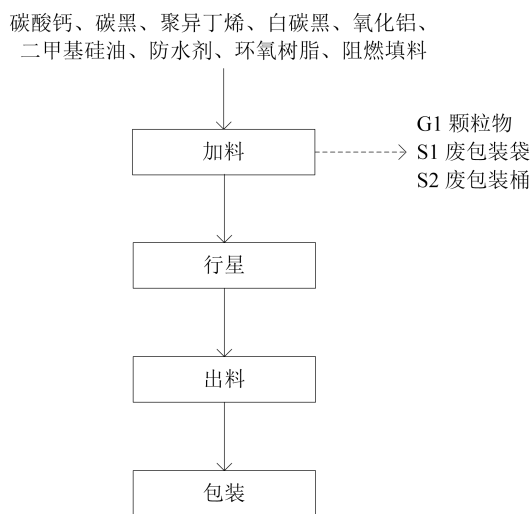 碳酸钙、碳黑、聚异丁烯、白碳黑、氧化铝、
二甲基硅油、防水剂、环氧树脂、阻燃填料
加料
G1 颗粒物
S1 废包装袋
S2 废包装桶
行星
出料
包装